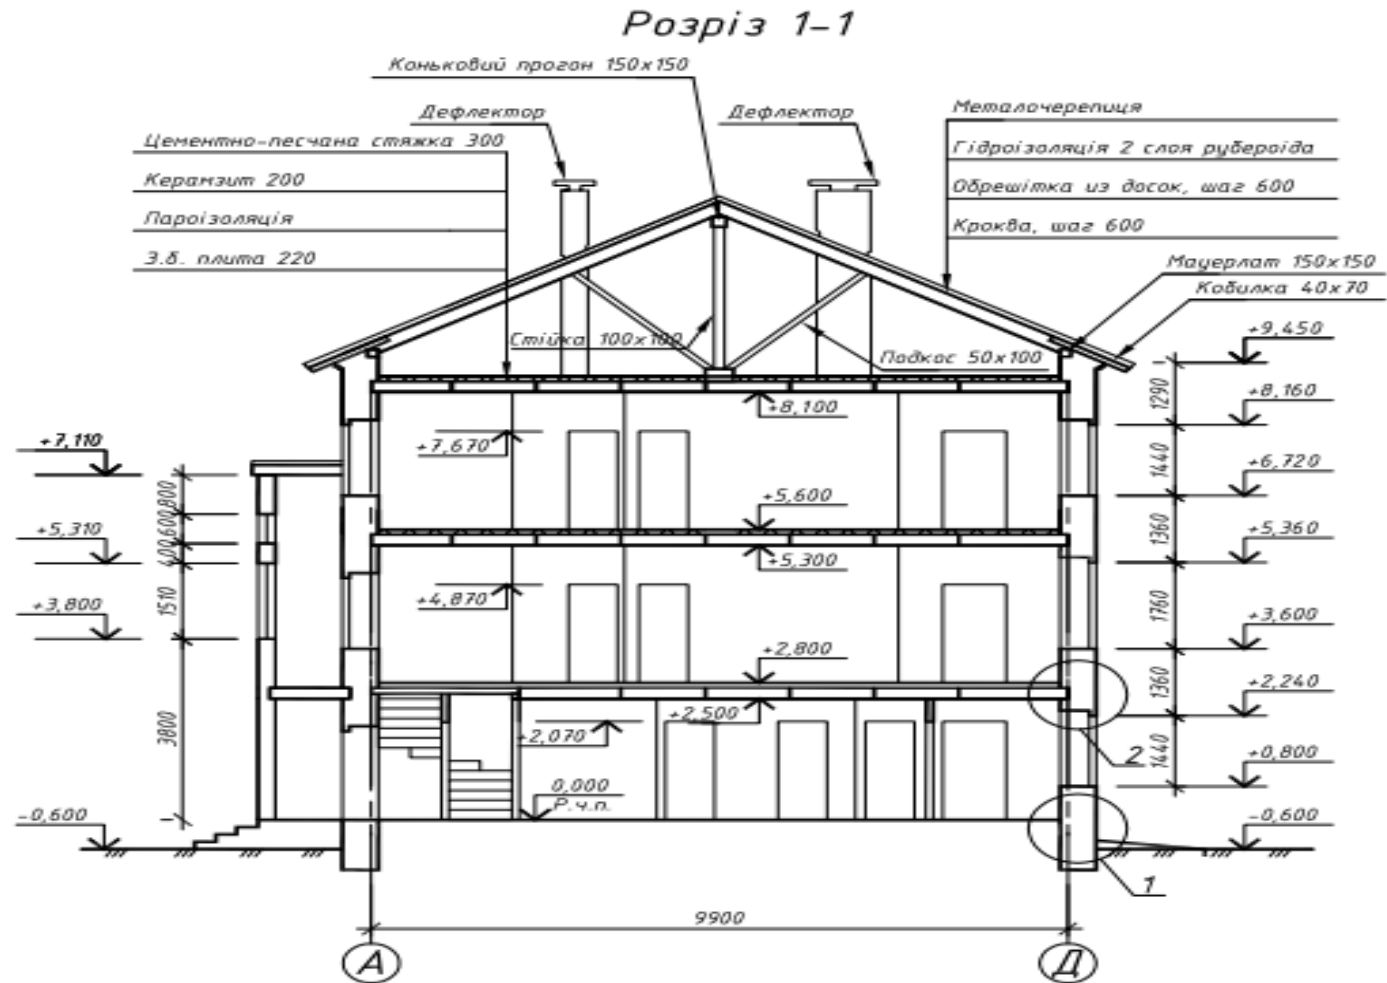 Розріз 1-1
Коньковий прогон 150х150
Дефлектор
Дефлектор
Цементно-песчана стяжка 300
Керамзит 200
Пароізоляція
З.б. плита 220
Металочерепиця
Гідроізоляція 2 слоя рубероіда
Обрешітка из досок, шаг 600
Кроква, шаг 600
Мауерлат 150х150
Кобилка 40х70
Стійка 100х100
Подкос 50х100
+9,450
+8,160
+6,720
+5,360
+3,600
+2,240
+0,800
-0,600
1290
1440
1360
1760
1360
1440
+7,110
+5,310
+3,800
-0,600
800
600
400
1510
3800
+8,100
+7,670
+5,600
+5,300
+4,870
+2,800
+2,500
+2,070
0,000
Р.ч.п.
2
1
9900
А
Д